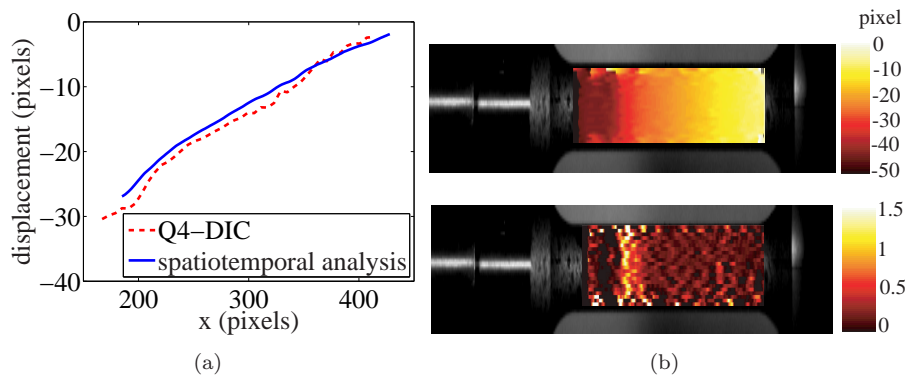 0
−10
−20
−30
−40
displacement (pixels)
200
300
400
x (pixels)
Q4−DIC
spatiotemporal analysis
(a)
pixel
0
-10
-20
-30
-40
-50
1.5
1
0.5
0
(b)